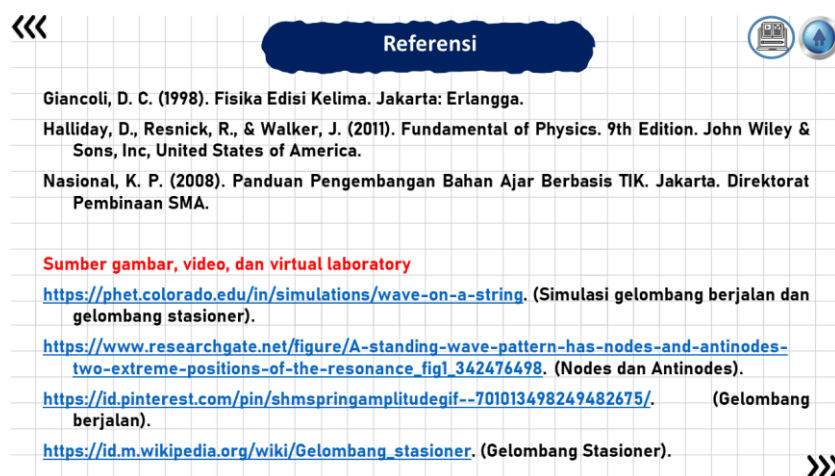 Referensi
Giancoli, D. C. (1998). Fisika Edisi Kelima. Jakarta: Erlangga.
Halliday, D., Resnick, R., & Walker, J. (2011). Fundamental of Physics. 9th Edition. John Wiley &
Sons, Inc, United States of America.
Nasional, K. P. (2008). Panduan Pengembangan Bahan Ajar Berbasis TIK. Jakarta. Direktorat
Pembinaan SMA.
Sumber gambar, video, dan virtual laboratory
https://phet.colorado.edu/in/simulations/wave-on-a-string. (Simulasi gelombang berjalan dan
gelombang stasioner).
https://www.researchgate.net/figure/A-standing-wave-pattern-has-nodes-and-antinodes-
two-extreme-positions-of-the-resonance_fig1_342476498. (Nodes dan Antinodes).
https://id.pinterest.com/pin/shmspringamplitudegif--701013498249482675/. (Gelombang
berjalan).
https://id.m.wikipedia.org/wiki/Gelombang_stasioner. (Gelombang Stasioner).